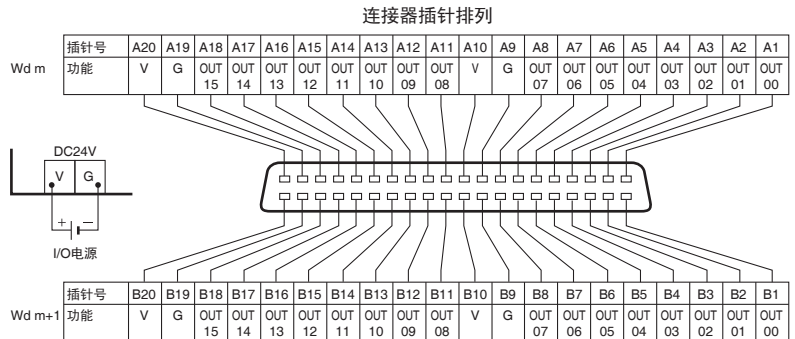 连接器插针排列
插针号 A20 A19 A18 A17 A16 A15 A14 A13 A12 A11 A10 A9 A8 A7 A6 A5 A4 A3 A2 A1
Wd m 功能 V G OUT 15 OUT 14 OUT 13 OUT 12 OUT 11 OUT 10 OUT 09 OUT 08 V G OUT 07 OUT 06 OUT 05 OUT 04 OUT 03 OUT 02 OUT 01 OUT 00
DC24V
V G
+ −
I/O电源
插针号 B20 B19 B18 B17 B16 B15 B14 B13 B12 B11 B10 B9 B8 B7 B6 B5 B4 B3 B2 B1
Wd m+1 功能 V G OUT 15 OUT 14 OUT 13 OUT 12 OUT 11 OUT 10 OUT 09 OUT 08 V G OUT 07 OUT 06 OUT 05 OUT 04 OUT 03 OUT 02 OUT 01 OUT 00